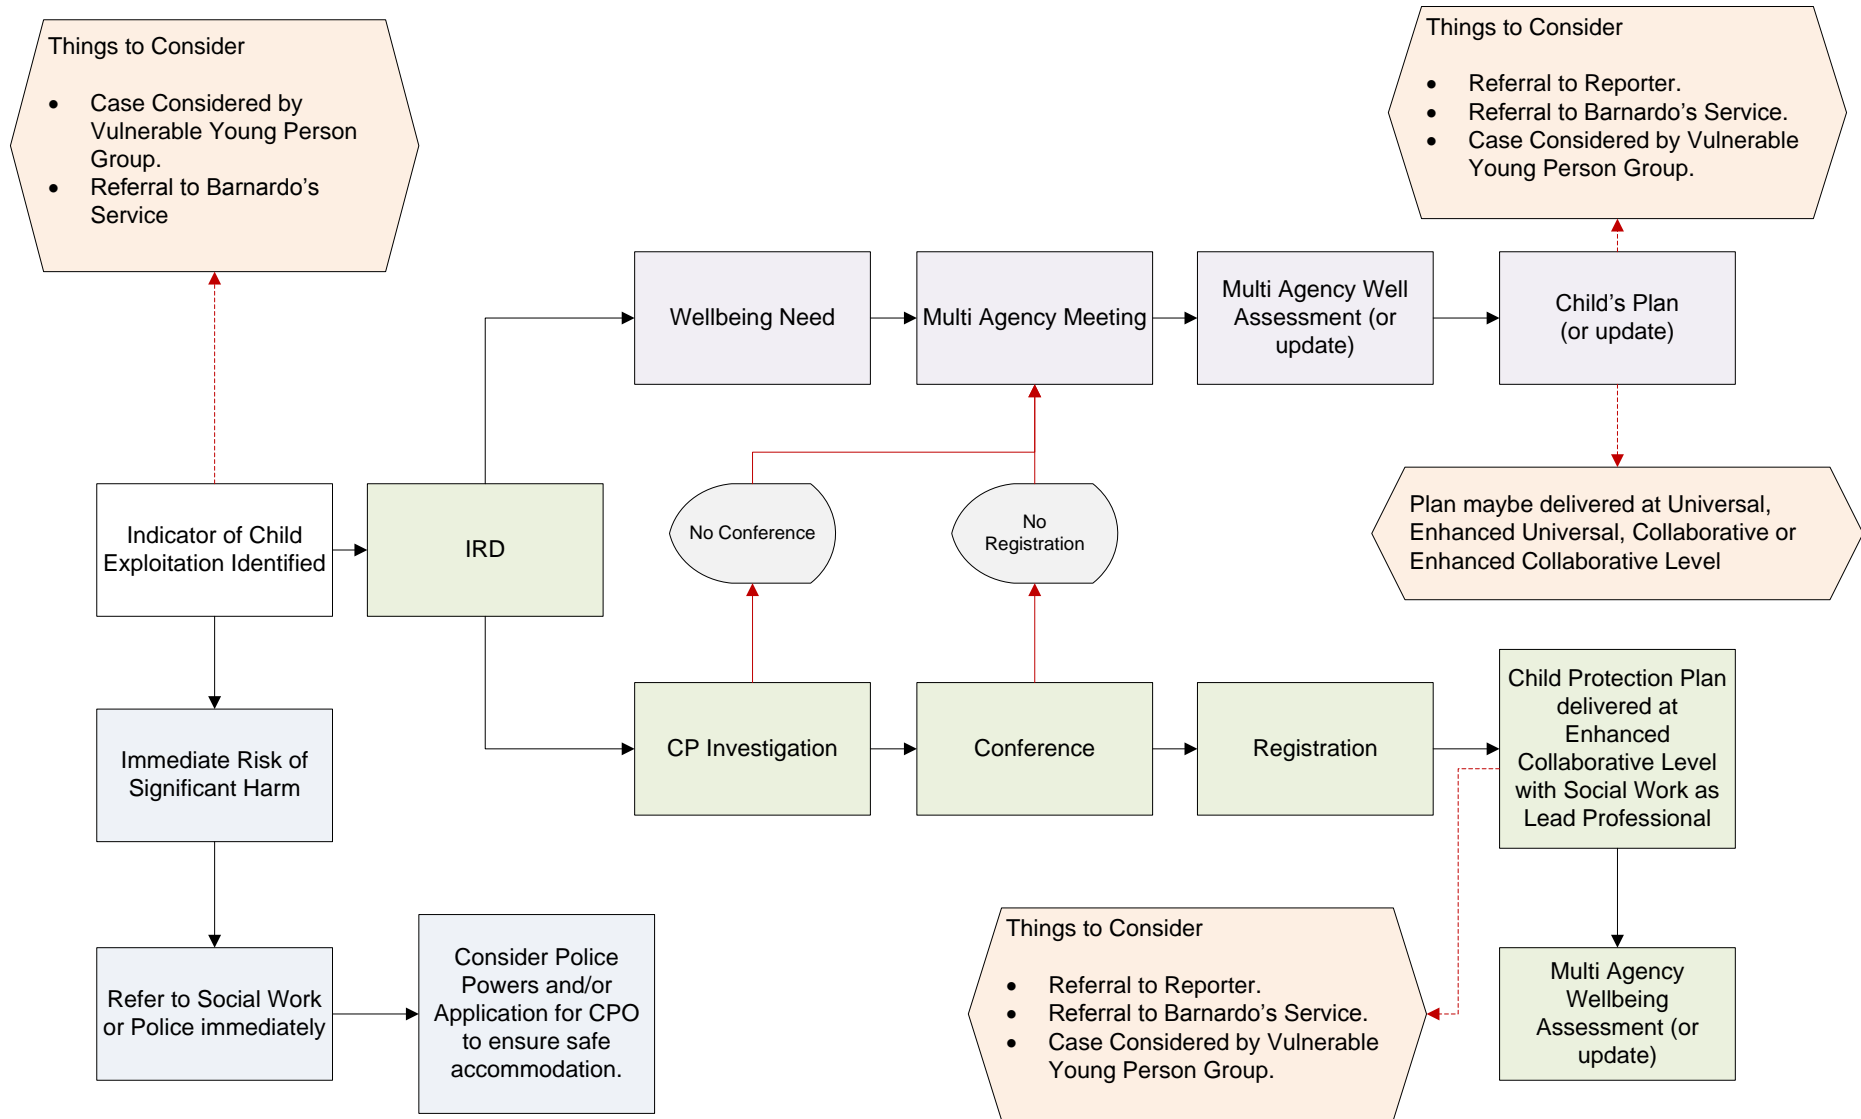 Things to Consider
• Case Considered by
Vulnerable Young Person
Group.
• Referral to Barnardo’s
Service
Things to Consider
• Referral to Reporter.
• Referral to Barnardo’s Service.
• Case Considered by Vulnerable
Young Person Group.
Wellbeing Need
Multi Agency Meeting
Multi Agency Well
Assessment (or
update)
Child’s Plan
(or update)
Indicator of Child
Exploitation Identified
IRD
No Conference
No
Registration
Plan maybe delivered at Universal,
Enhanced Universal, Collaborative or
Enhanced Collaborative Level
Immediate Risk of
Significant Harm
CP Investigation
Conference
Registration
Child Protection Plan
delivered at
Enhanced
Collaborative Level
with Social Work as
Lead Professional
Refer to Social Work
or Police immediately
Consider Police
Powers and/or
Application for CPO
to ensure safe
accommodation.
Things to Consider
• Referral to Reporter.
• Referral to Barnardo’s Service.
• Case Considered by Vulnerable
Young Person Group.
Multi Agency
Wellbeing
Assessment (or
update)